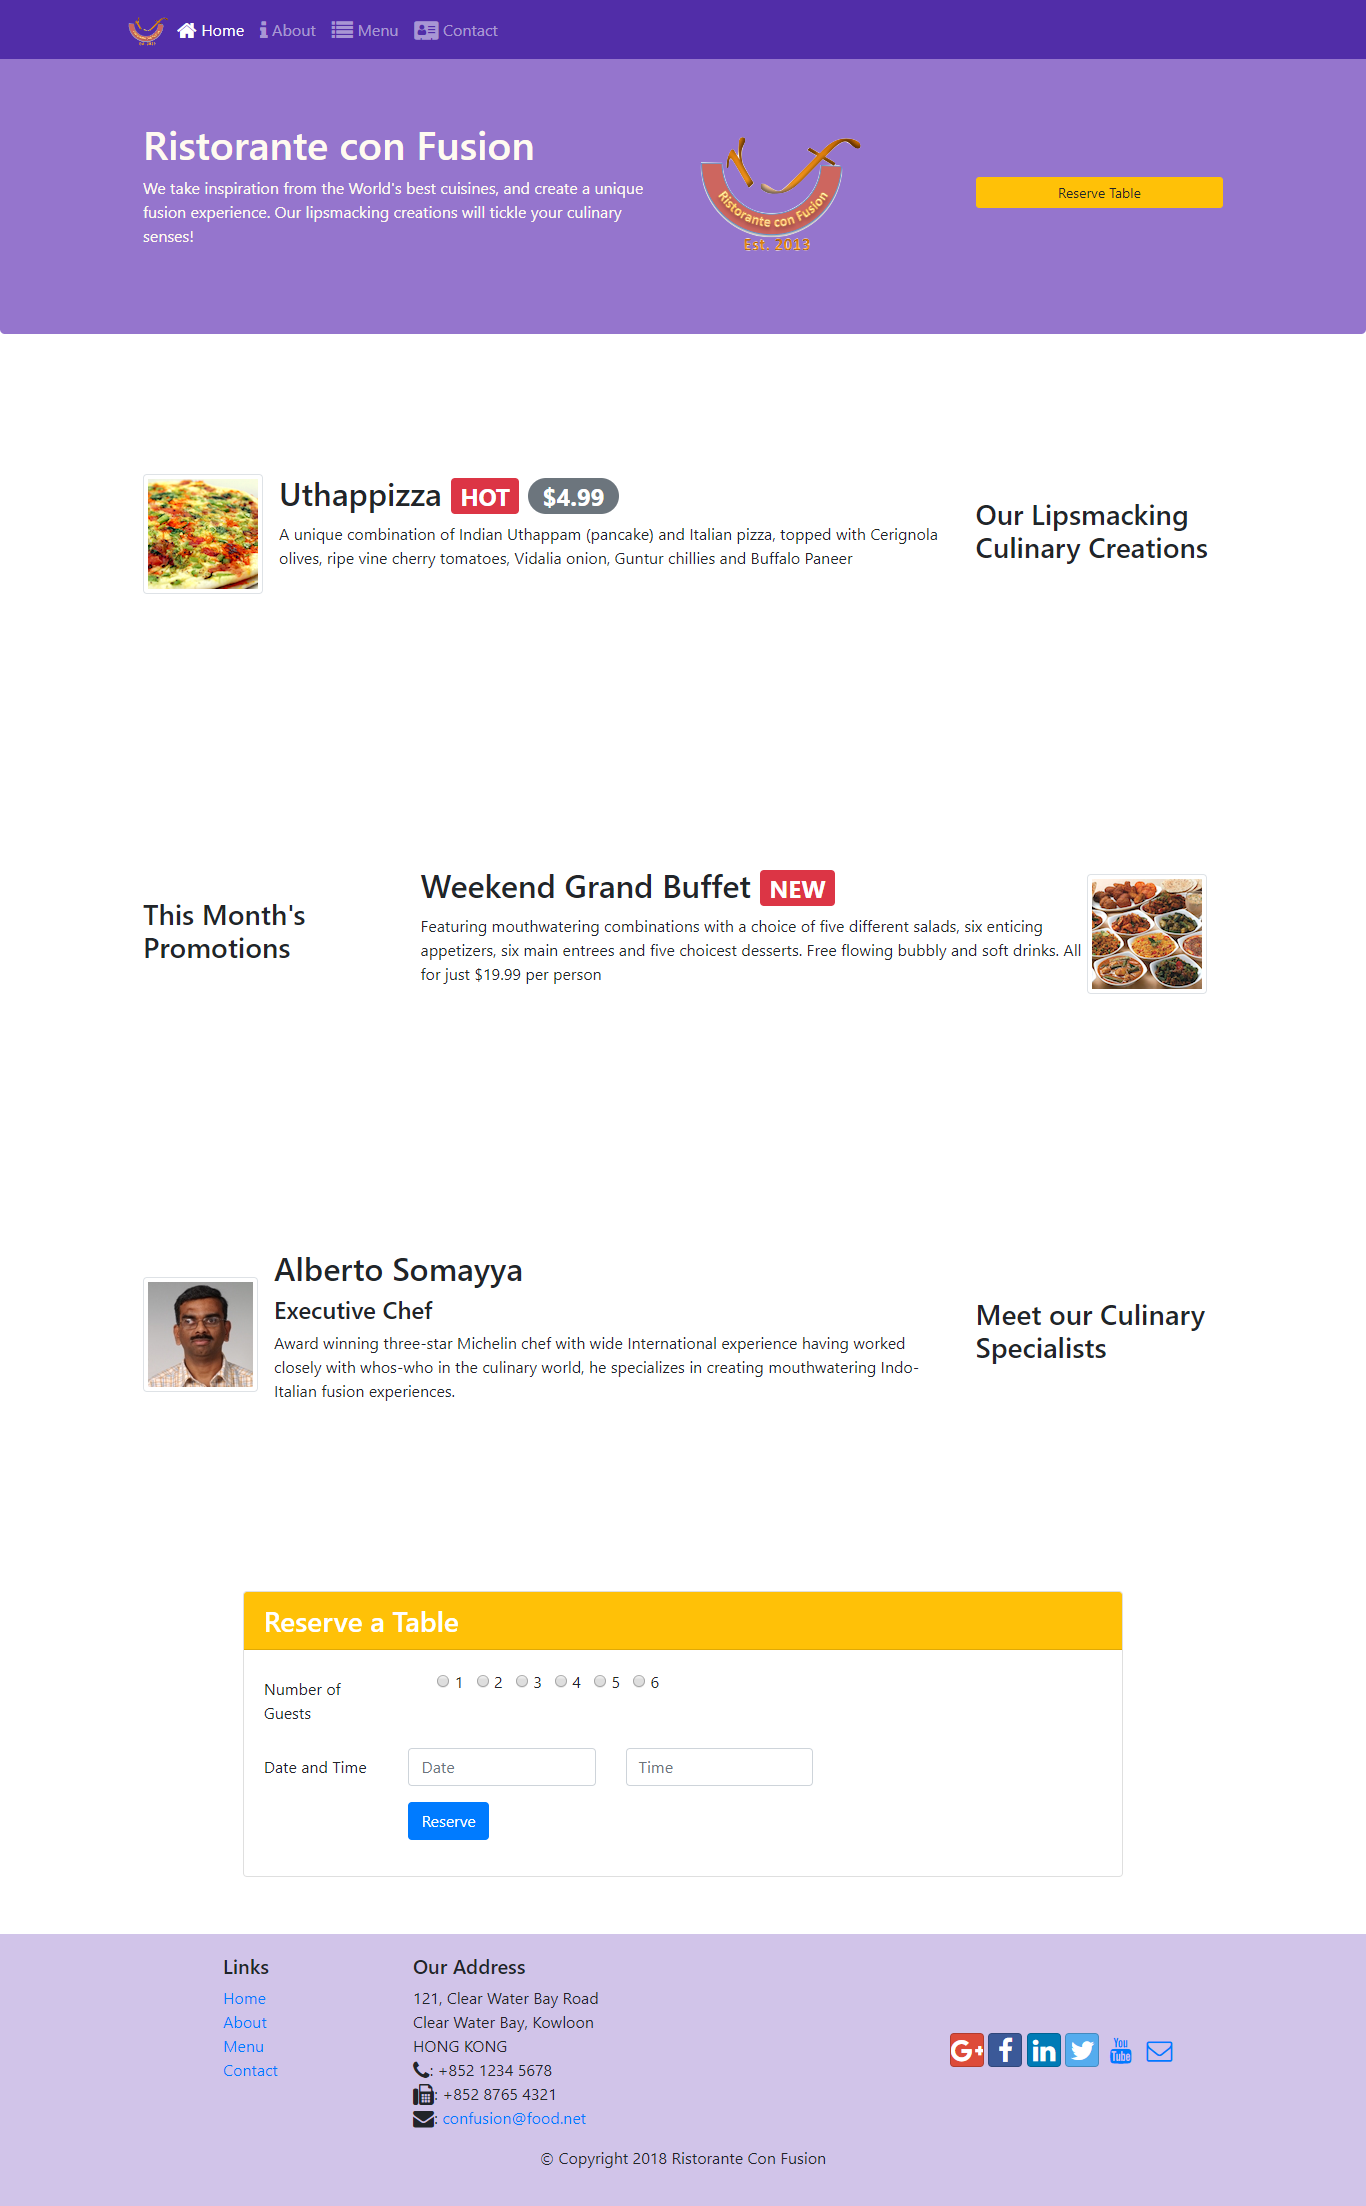 Home About Menu Contact
Ristorante con Fusion
We take inspiration from the World's best cuisines, and create a unique
fusion experience. Our lipsmacking creations will tickle your culinary
senses!
Ristorante con Fusion
Est. 2013
Reserve Table
Uthappizza HOT $4.99
A unique combination of Indian Uthappam (pancake) and Italian pizza, topped with Cerignola
olives, ripe vine cherry tomatoes, Vidalia onion, Guntur chillies and Buffalo Paneer
Our Lipsmacking
Culinary Creations
This Month's
Promotions
Weekend Grand Buffet NEW
Featuring mouthwatering combinations with a choice of five different salads, six enticing
appetizers, six main entrees and five choicest desserts. Free flowing bubbly and soft drinks. All
for just $19.99 per person
Alberto Somayya
Executive Chef
Award winning three-star Michelin chef with wide International experience having worked
closely with whos-who in the culinary world, he specializes in creating mouthwatering Indo-
Italian fusion experiences.
Meet our Culinary
Specialists
Reserve a Table
Number of
Guests
1 2 3 4 5 6
Date and Time
Date
Time
Reserve
Links
Home
About
Menu
Contact
Our Address
121, Clear Water Bay Road
Clear Water Bay, Kowloon
HONG KONG
: +852 1234 5678
: +852 8765 4321
: confusion@food.net
G+ f in You Tube
© Copyright 2018 Ristorante Con Fusion